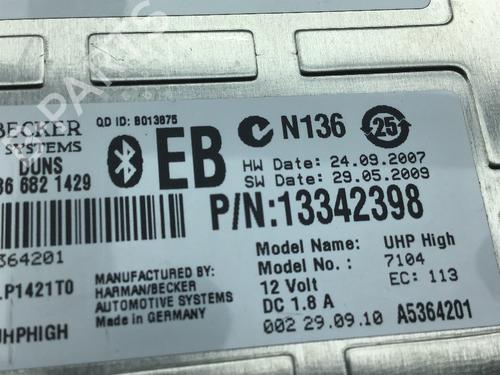 BECKER
SYSTEMS
DUNS
36 682 1429
364201
LP1421T0
UHPHIGH
QD ID: B013875
EB
N136
25
HW Date: 24.09.2007
SW Date: 29.05.2009
P/N:13342398
MANUFACTURED BY
HARMAN/BECKER
AUTOMOTIVE SYSTEMS
Made in GERMANY
Model Name: UHP High
Model No.: 7104
12 Volt EC: 113
DC 1.8 A
002 29.09.10 A5364201